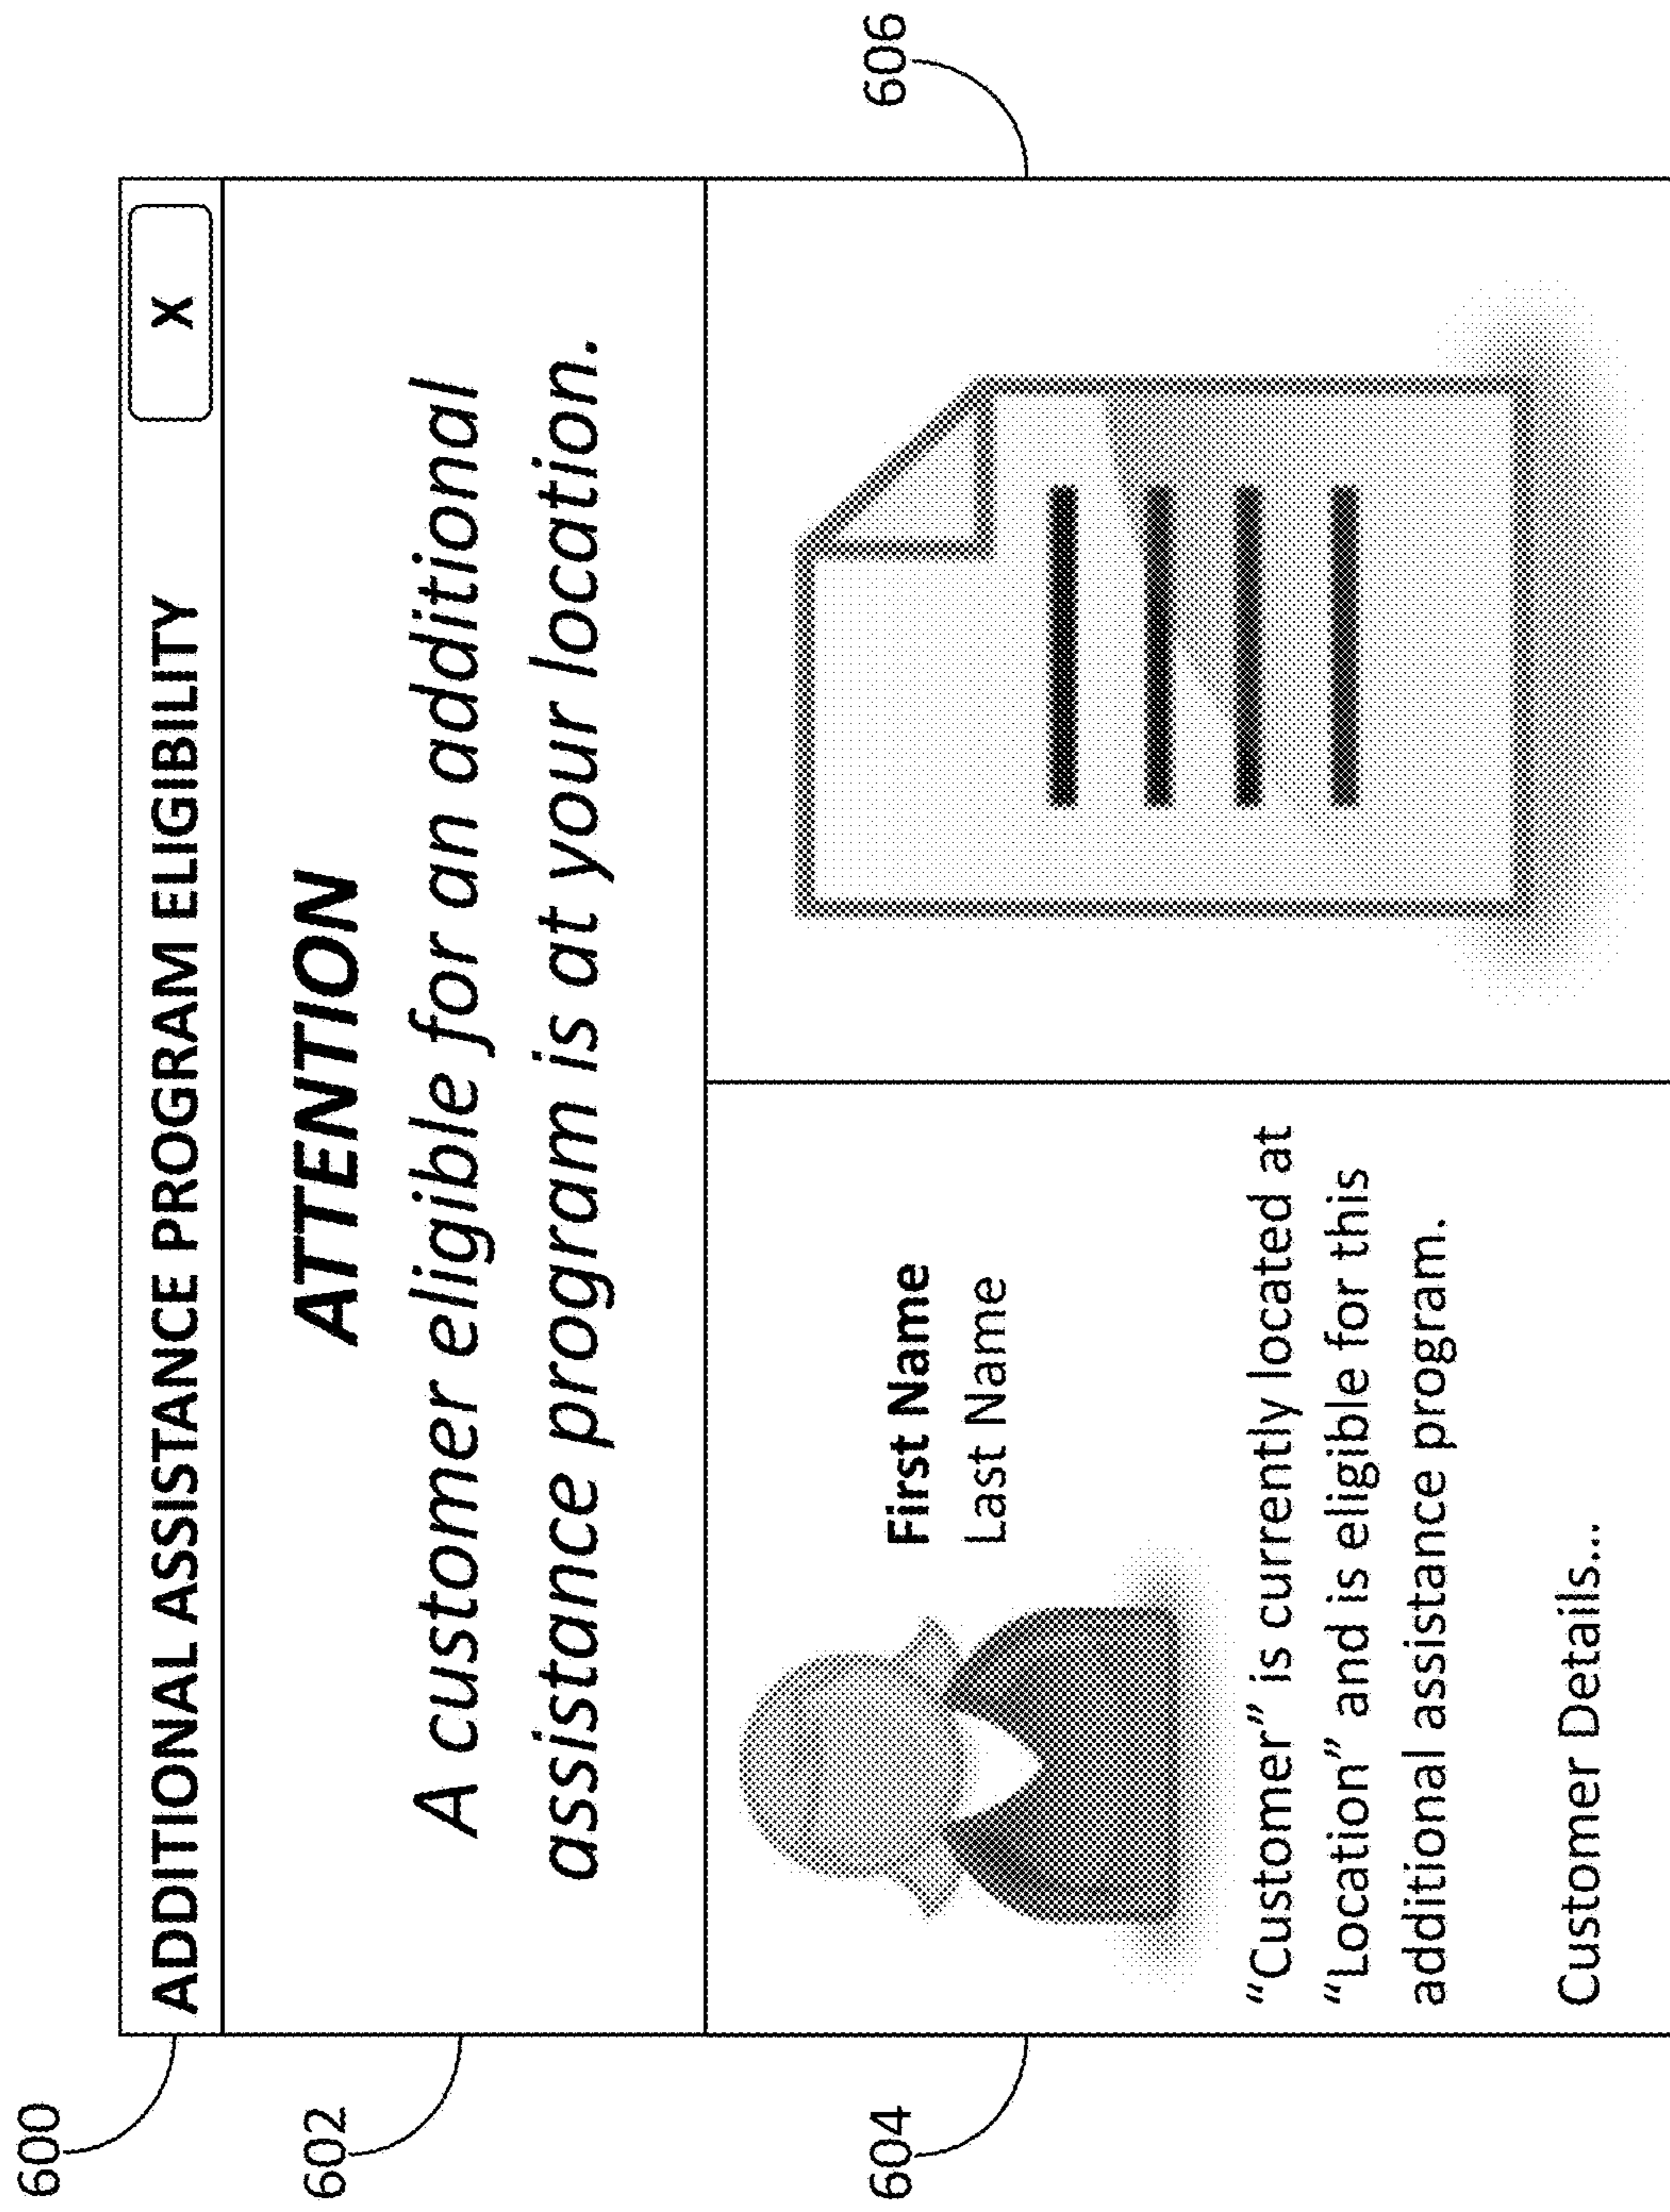 600
ADDITIONAL ASSISTANCE PROGRAM ELIGIBILITY
X
602
ATTENTION
A customer eligible for an additional
assistance program is at your location.
604
First Name
Last Name
“Customer” is currently located at
“Location” and is eligible for this
additional assistance program.
Customer Details...
606